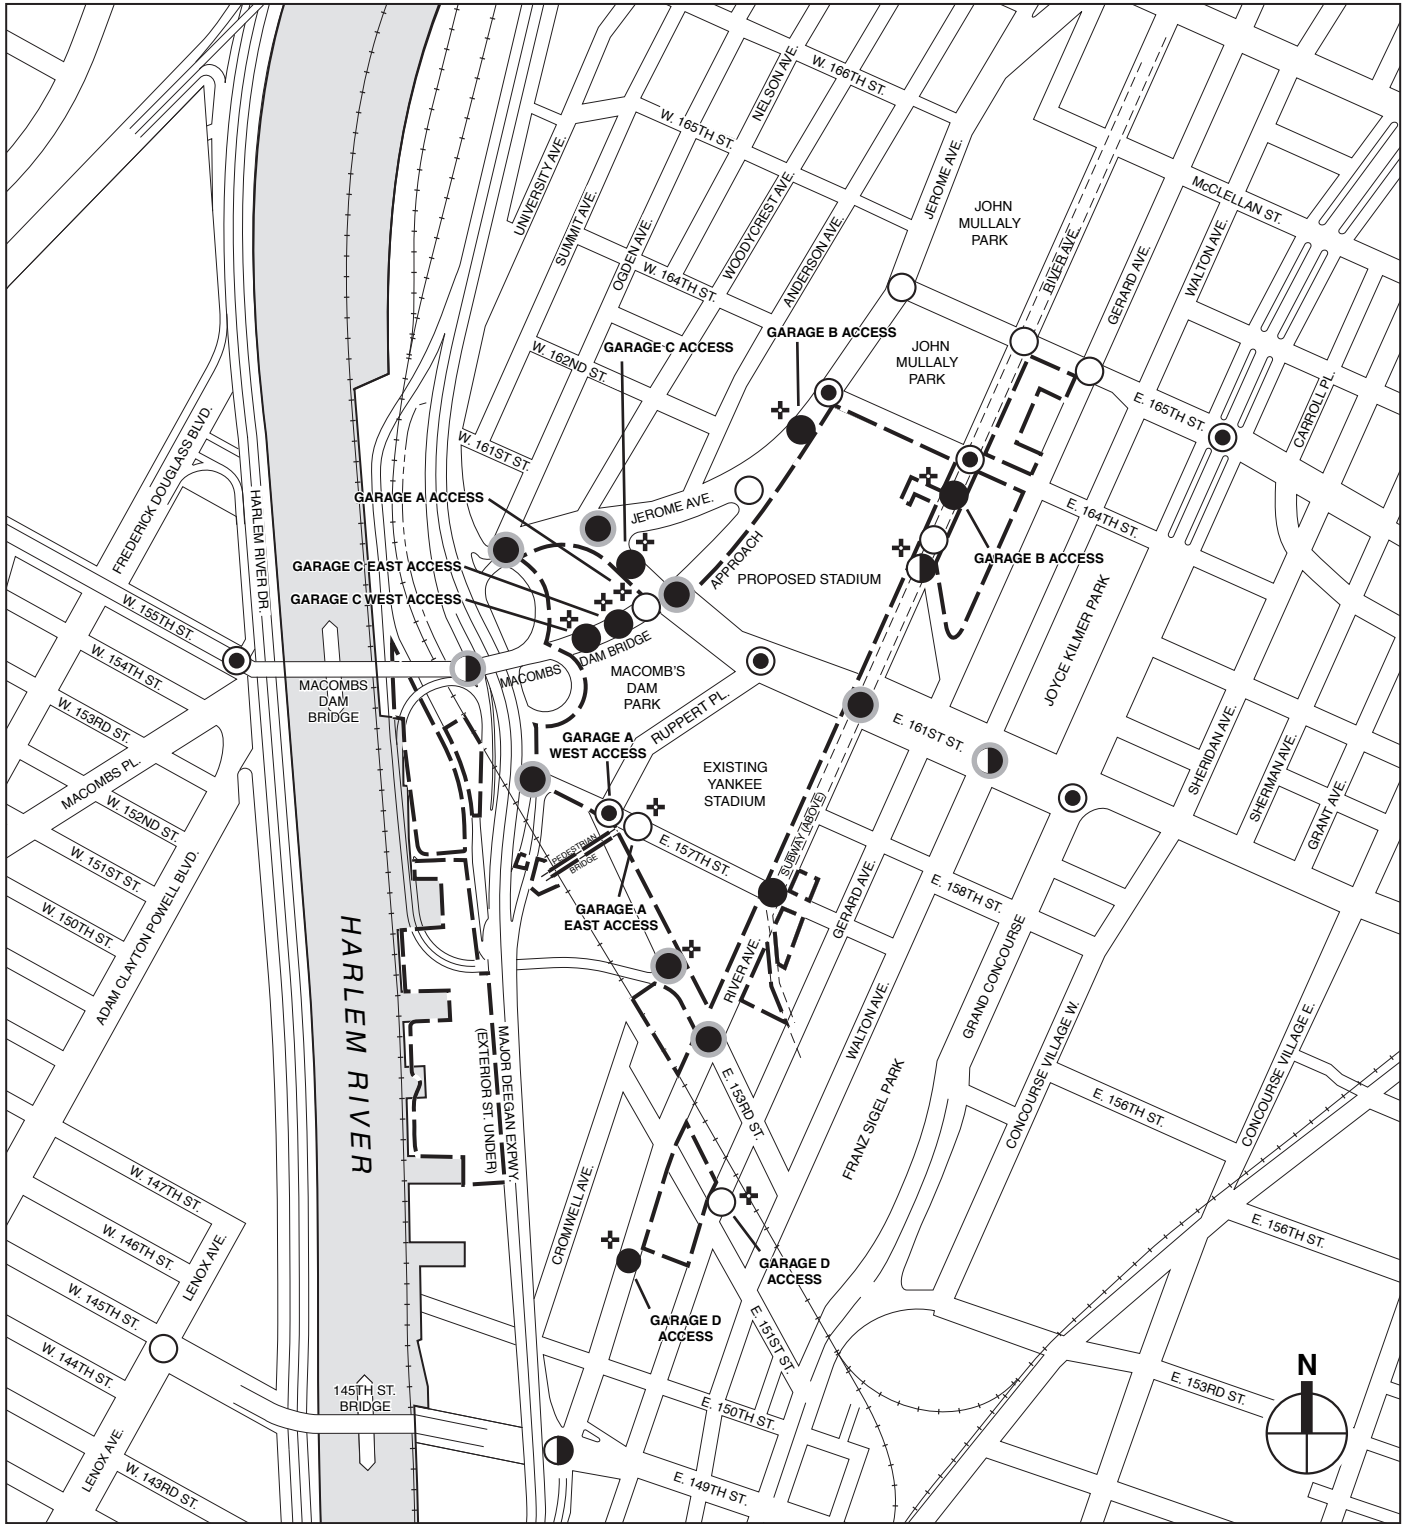 W. 166TH ST.
NELSON AVE.
W. 165TH ST.
UNIVERSITY AVE.
SUMMIT AVE.
OGDEN AVE.
WOODYCREST AVE.
ANDERSON AVE.
JEROME AVE.
JOHN
MULLALY
PARK
McCLELLAN ST.
RIVER AVE.
GERARD AVE.
WALTON AVE.
W. 164TH ST.
GARAGE B ACCESS
GARAGE C ACCESS
JOHN
MULLALY
PARK
W. 162ND ST.
E. 165TH ST.
CARROLL PL.
FREDERICK DOUGLASS BLVD.
W. 161ST ST.
HARLEM RIVER DR.
GARAGE A ACCESS
JEROME AVE.
E. 164TH ST.
APPROACH
GARAGE B ACCESS
GARAGE C EAST ACCESS
PROPOSED STADIUM
GARAGE C WEST ACCESS
W. 155TH ST.
JOYCE KILMER PARK
DAM BRIDGE
MACOMBS
W. 154TH ST.
MACOMBS
DAM
BRIDGE
MACOMB'S
DAM
PARK
W. 153RD ST.
RUPPERT PL.
E. 161ST ST.
GARAGE A
WEST ACCESS
SHERIDAN AVE.
SHERMAN AVE.
GRANT AVE.
EXISTING
YANKEE
STADIUM
MACOMBS PL.
W. 152ND ST.
SUBWAY (ABOVE)
E. 157TH ST.
PEDESTRIAN
BRIDGE
W. 151ST ST.
E. 158TH ST.
GERARD AVE.
W. 150TH ST.
ADAM CLAYTON POWELL BLVD.
GARAGE A
EAST ACCESS
HARLEM RIVER
RIVER AVE.
WALTON AVE.
GRAND CONCOURSE
CONCOURSE VILLAGE W.
CONCOURSE VILLAGE E.
MAJOR DEEGAN EXPWY.
(EXTERIOR ST. UNDER)
E. 153RD ST.
FRANZ SIGEL PARK
E. 156TH ST.
W. 147TH ST.
CROMWELL AVE.
W. 146TH ST.
LENOX AVE.
E. 156TH ST.
GARAGE D
ACCESS
W. 145TH ST.
GARAGE D
ACCESS
E. 151ST ST.
W. 144TH ST.
145TH ST.
BRIDGE
N
E. 153RD ST.
E. 150TH ST.
LENOX AVE.
W. 143RD ST.
E. 149TH ST.